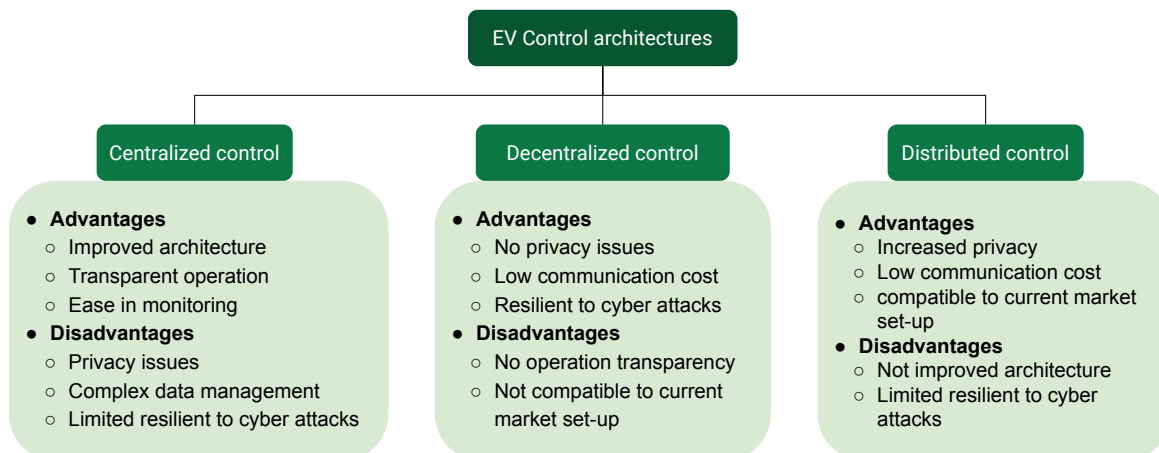 EV Control architectures
Centralized control
● Advantages
○ Improved architecture
○ Transparent operation
○ Ease in monitoring
● Disadvantages
○ Privacy issues
○ Complex data management
○ Limited resilient to cyber attacks
Decentralized control
● Advantages
○ No privacy issues
○ Low communication cost
○ Resilient to cyber attacks
● Disadvantages
○ No operation transparency
○ Not compatible to current
market set-up
Distributed control
● Advantages
○ Increased privacy
○ Low communication cost
○ compatible to current market
set-up
● Disadvantages
○ Not improved architecture
○ Limited resilient to cyber
attacks